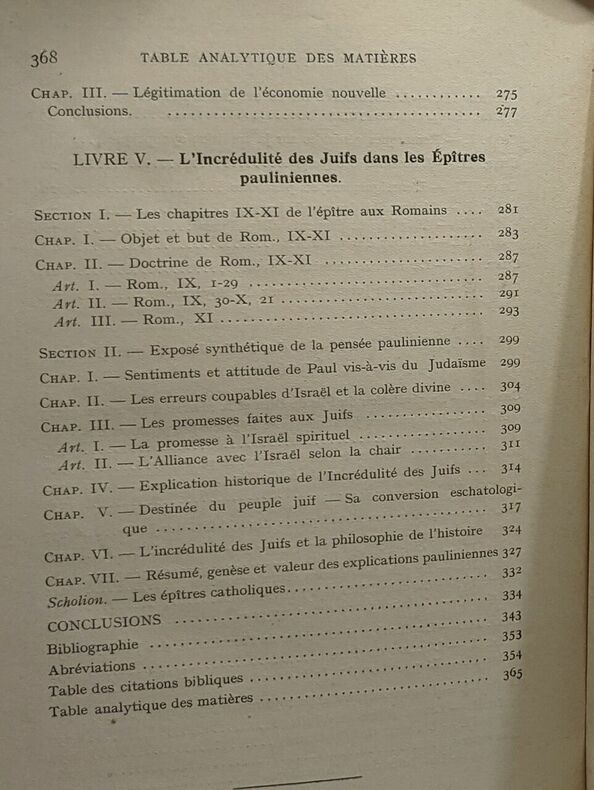 368 TABLE ANALYTIQUE DES MATIÈRES
CHAP. III. — Légitimation de l'économie nouvelle ............ 275
Conclusions. ........................................ 277
LIVRE V. — L'Incrédulité des Juifs dans les Épîtres
pauliniennes.
SECTION I. — Les chapitres IX-XI de l'épître aux Romains .... 281
CHAP. I. — Objet et but de Rom., IX-XI .................. 283
CHAP. II. — Doctrine de Rom., IX-XI .................... 287
Art. I. — Rom., IX, 1-29 .............................. 287
Art. II. — Rom., IX, 30-X, 21 .......................... 291
Art. III. — Rom., XI .................................. 293
SECTION II. — Exposé synthétique de la pensée paulinienne .... 299
CHAP. I. — Sentiments et attitude de Paul vis-à-vis du Judaïsme 299
CHAP. II. — Les erreurs coupables d'Israël et la colère divine .... 304
CHAP. III. — Les promesses faites aux Juifs ................ 309
Art. I. — La promesse à l'Israël spirituel .................. 309
Art. II. — L'Alliance avec l'Israël selon la chair ............ 311
CHAP. IV. — Explication historique de l'Incrédulité des Juifs ... 314
CHAP. V. — Destinée du peuple juif — Sa conversion eschatologi-
que .............................................. 317
CHAP. VI. — L'incrédulité des Juifs et la philosophie de l'histoire 324
CHAP. VII. — Résumé, genèse et valeur des explications pauliniennes 327
Scholion. — Les épîtres catholiques............................ 332
CONCLUSIONS .......................................... 334
Bibliographie ............................................ 343
Abréviations ............................................ 353
Table des citations bibliques ................................ 354
Table analytique des matières ................................ 365